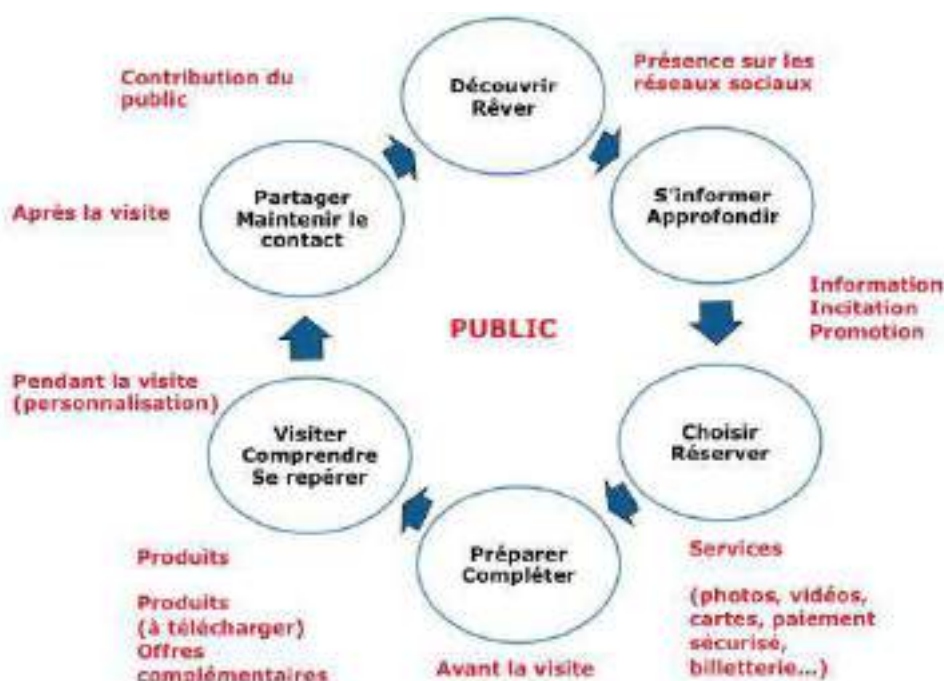 Découvrir
Rêver
Présence sur les
réseaux sociaux
S'informer
Approfondir
Information
Incitation
Promotion
Choisir
Réserver
Services
(photos, vidéos,
cartes, paiement
sécurisé,
billetterie...)
Préparer
Compléter
Avant la visite
Produits
Produits
(à télécharger)
Offres
complémentaires
Visiter
Comprendre
Se repérer
Pendant la visite
(personnalisation)
Partager
Maintenir le
contact
Après la visite
Contribution du
public
PUBLIC